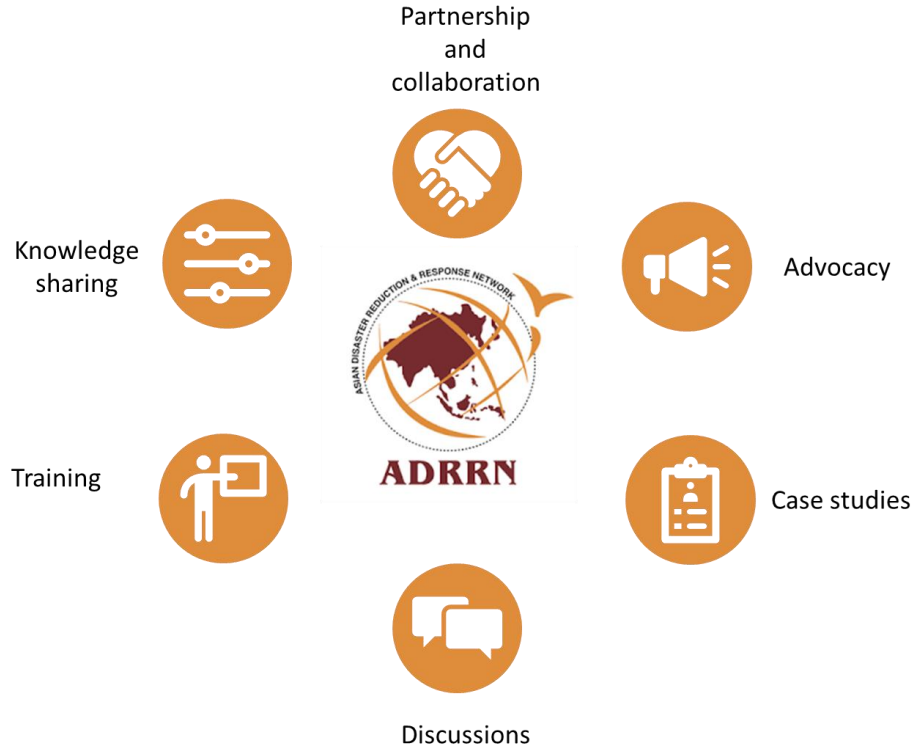 Partnership
and
collaboration
Knowledge
sharing
Advocacy
ASIAN DISASTER REDUCTION & RESPONSE NETWORK
ADRRN
Training
Case studies
Discussions